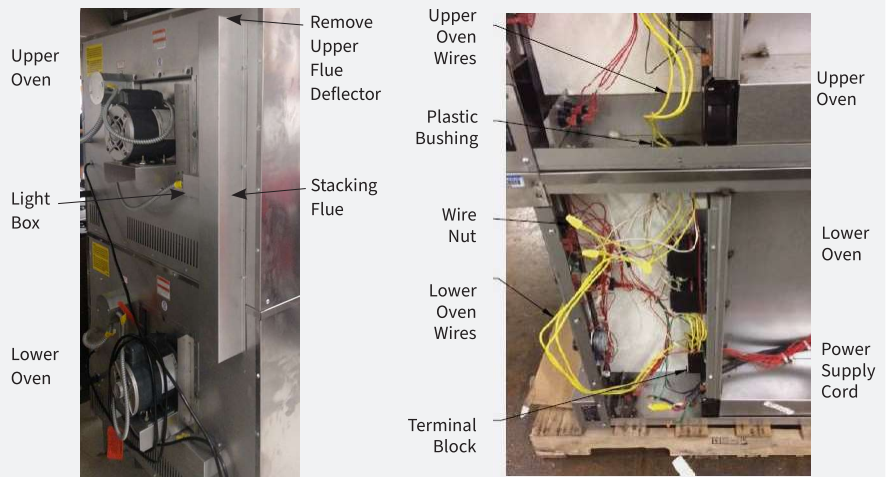 Upper
Oven
Light
Box
Lower
Oven
Remove
Upper
Flue
Deflector
Stacking
Flue
Upper
Oven
Wires
Plastic
Bushing
Wire
Nut
Lower
Oven
Wires
Terminal
Block
Upper
Oven
Lower
Oven
Power
Supply
Cord